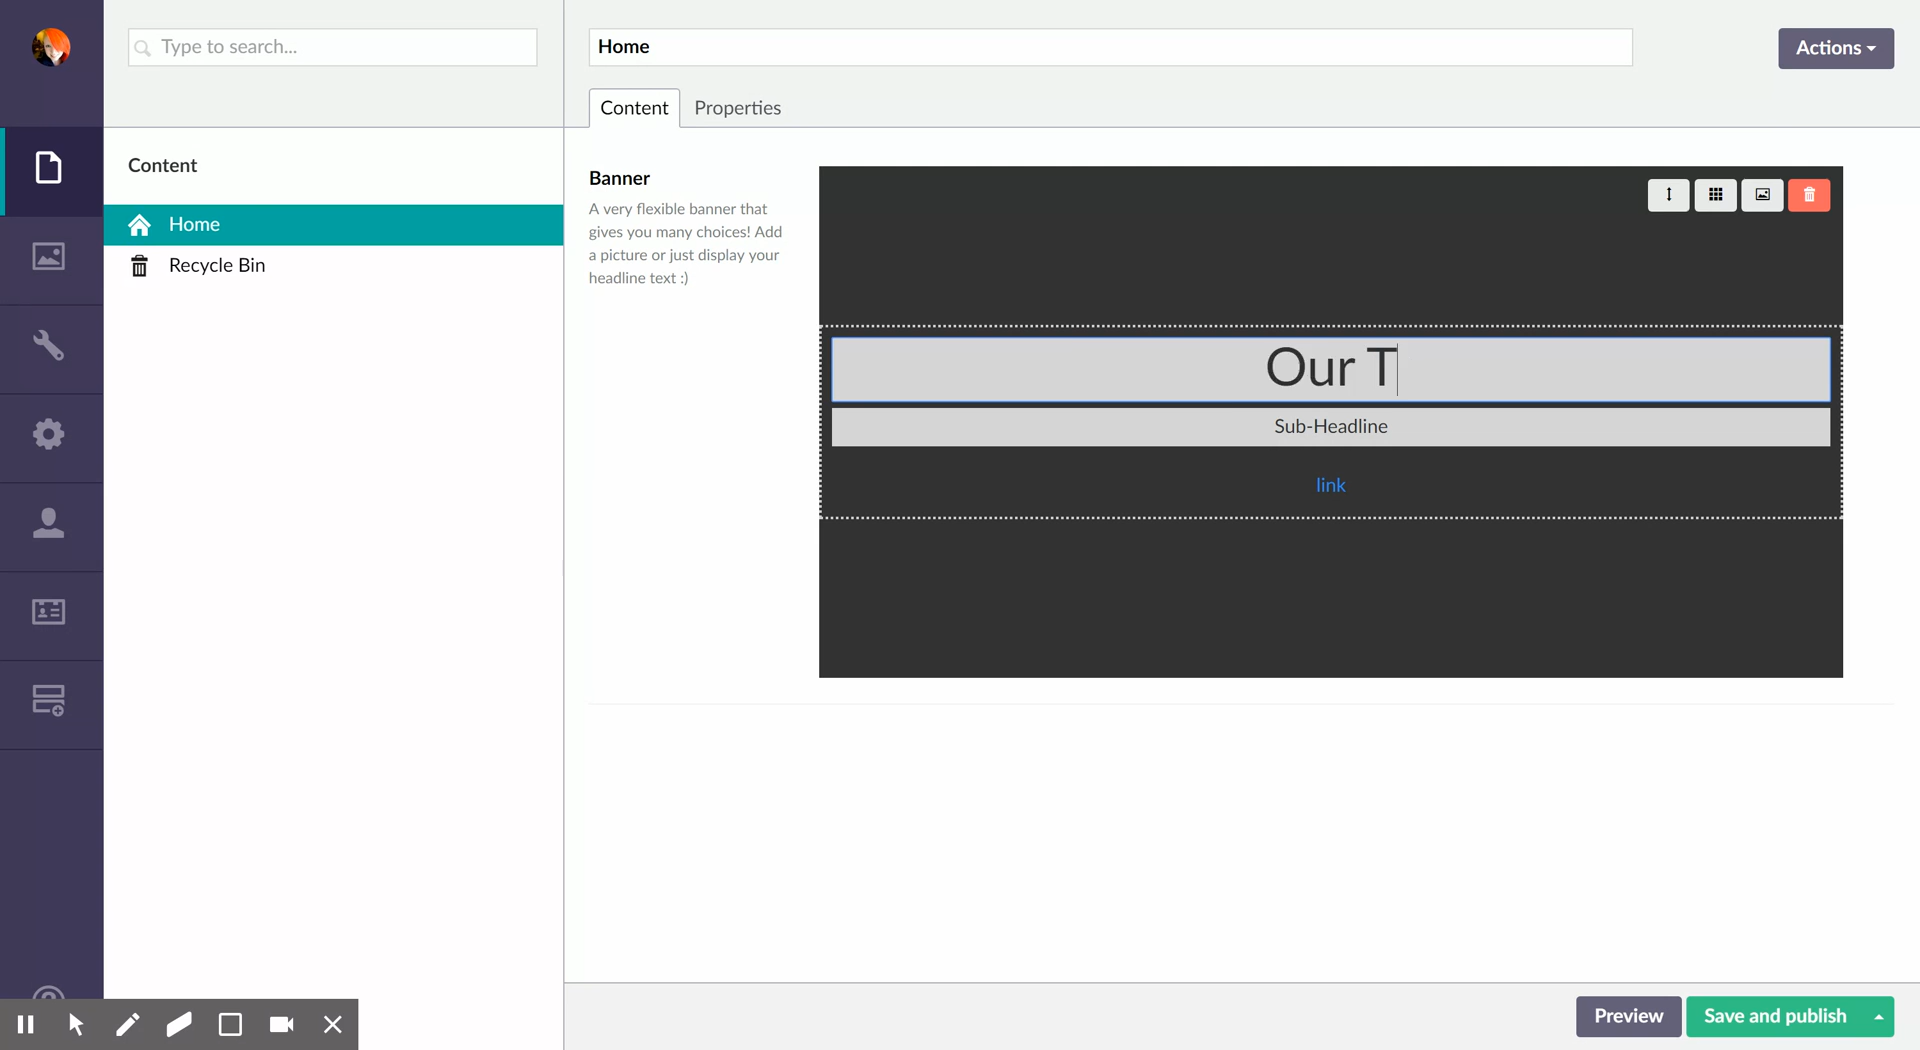 Type to search...
Home
Actions
Content
Properties
Content
Home
Recycle Bin
Banner
A very flexible banner that
gives you many choices! Add
a picture or just display your
headline text :)
Our T
Sub-Headline
link
Preview
Save and publish